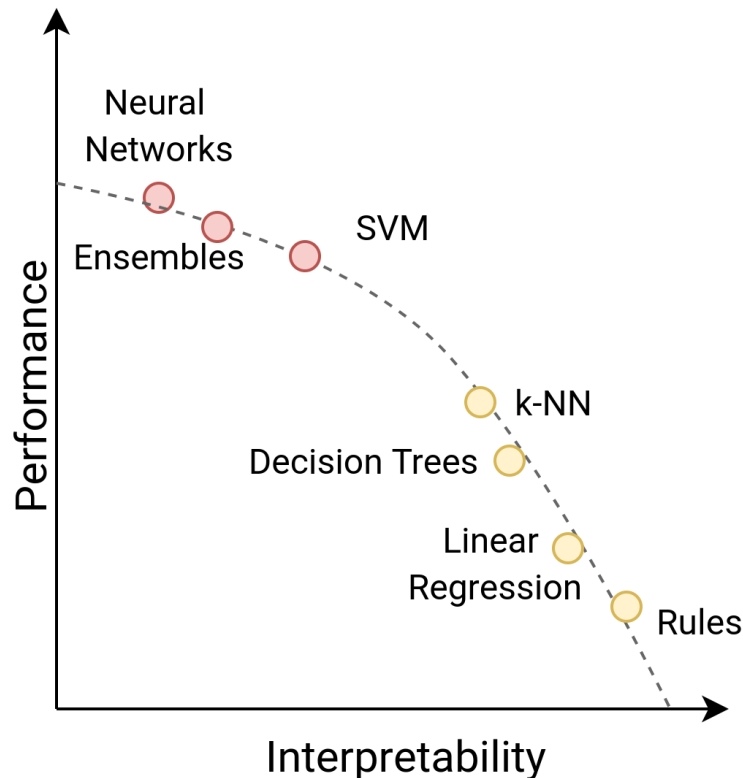 Neural
Networks
SVM
Ensembles
Performance
k-NN
Decision Trees
Linear
Regression
Rules
Interpretability